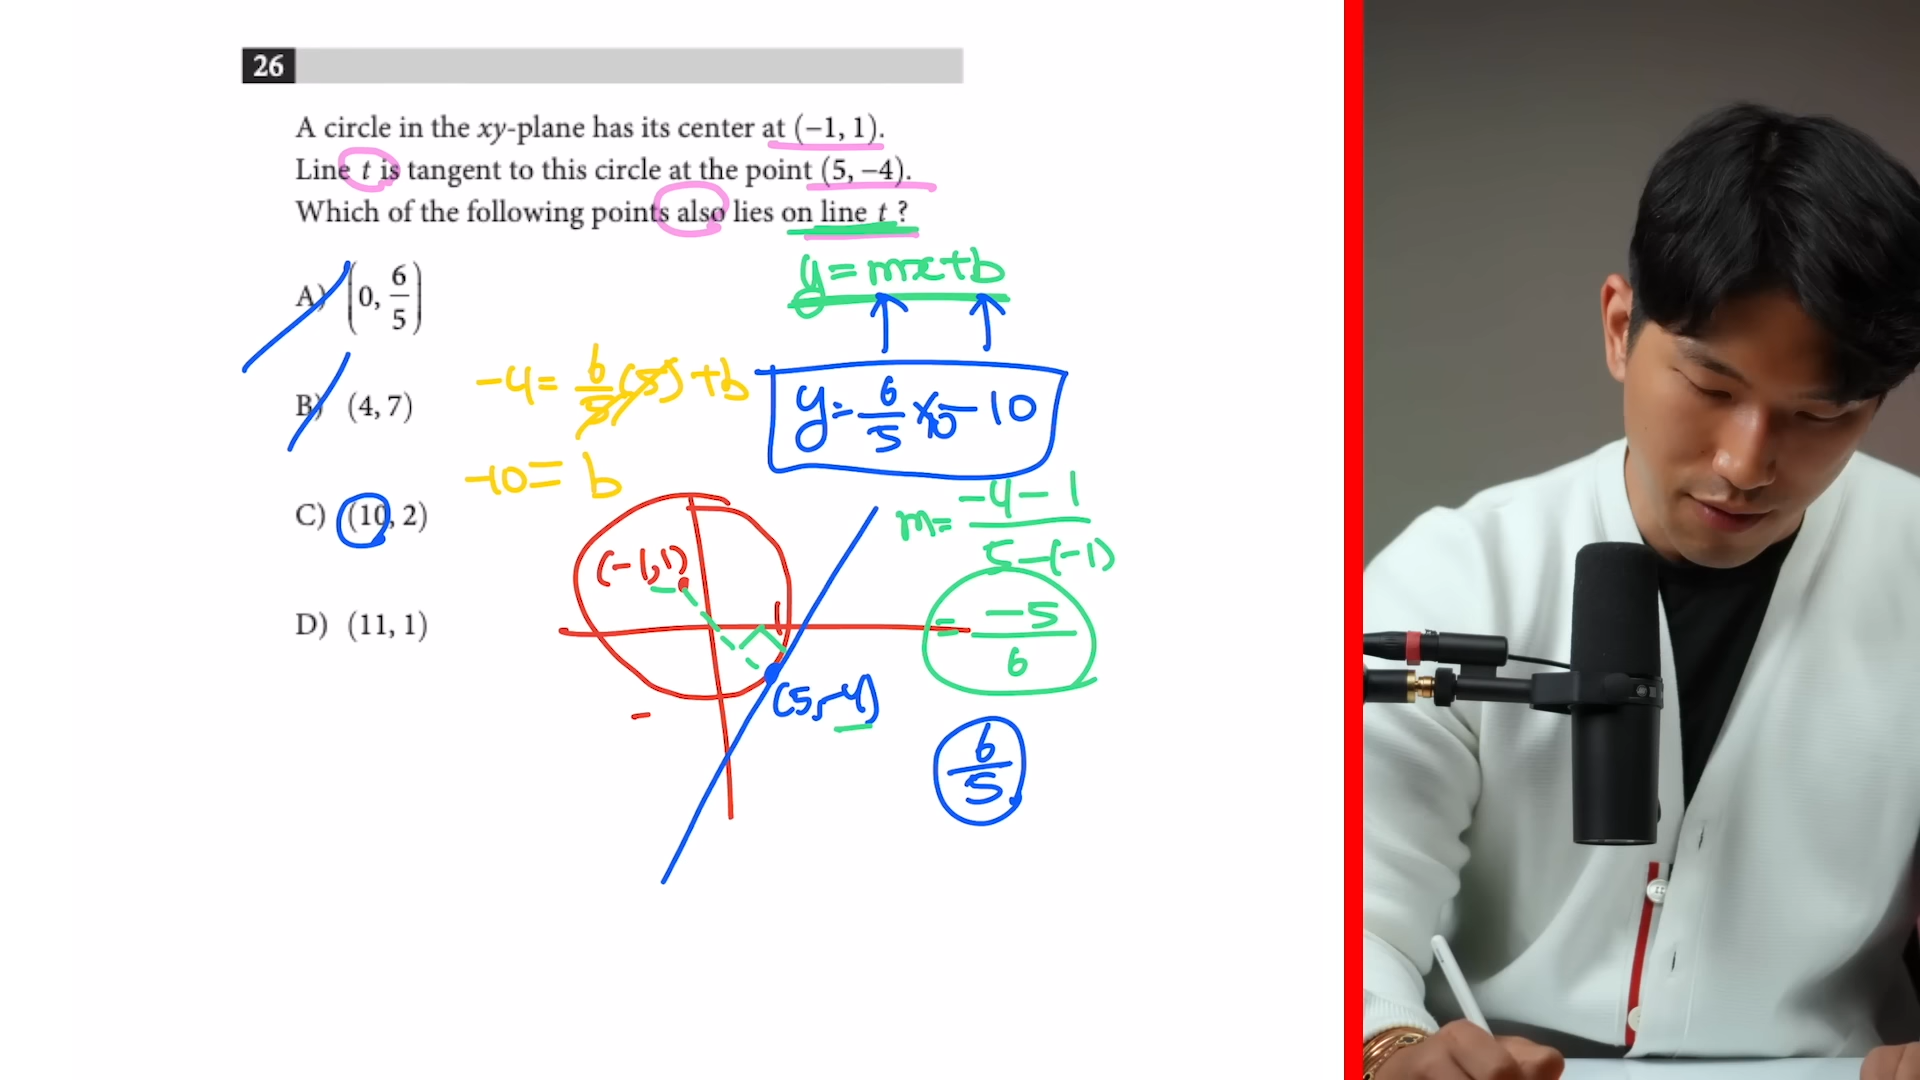 26
A circle in the xy-plane has its center at (−1, 1).
Line t is tangent to this circle at the point (5, −4).
Which of the following points also lies on line t ?
A) (0, 6/5)
B) (4, 7)
C) (10, 2)
D) (11, 1)
y = mx+b
-4 = 6/5 (5) + b
y = 6/5 x - 10
10
-10 = b
m = -4-1 / 5-(-1)
= -5/6
(-1,1)
(5,-4)
6/5